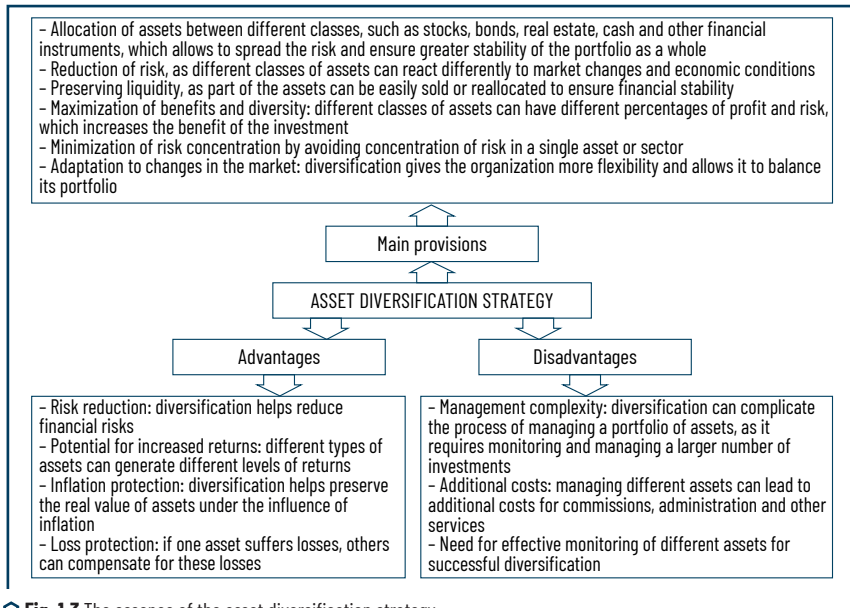 – Allocation of assets between different classes, such as stocks, bonds, real estate, cash and other financial
instruments, which allows to spread the risk and ensure greater stability of the portfolio as a whole
– Reduction of risk, as different classes of assets can react differently to market changes and economic conditions
– Preserving liquidity, as part of the assets can be easily sold or reallocated to ensure financial stability
– Maximization of benefits and diversity: different classes of assets can have different percentages of profit and risk,
which increases the benefit of the investment
– Minimization of risk concentration by avoiding concentration of risk in a single asset or sector
– Adaptation to changes in the market: diversification gives the organization more flexibility and allows it to balance
its portfolio
Main provisions
ASSET DIVERSIFICATION STRATEGY
Advantages
Disadvantages
– Risk reduction: diversification helps reduce
financial risks
– Potential for increased returns: different types of
assets can generate different levels of returns
– Inflation protection: diversification helps preserve
the real value of assets under the influence of
inflation
– Loss protection: if one asset suffers losses, others
can compensate for these losses
– Management complexity: diversification can complicate
the process of managing a portfolio of assets, as it
requires monitoring and managing a larger number of
investments
– Additional costs: managing different assets can lead to
additional costs for commissions, administration and other
services
– Need for effective monitoring of different assets for
successful diversification
Fig. 1.3 The essence of the asset diversification strategy